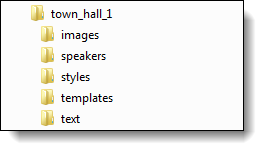 town_hall_1
images
speakers
styles
templates
text